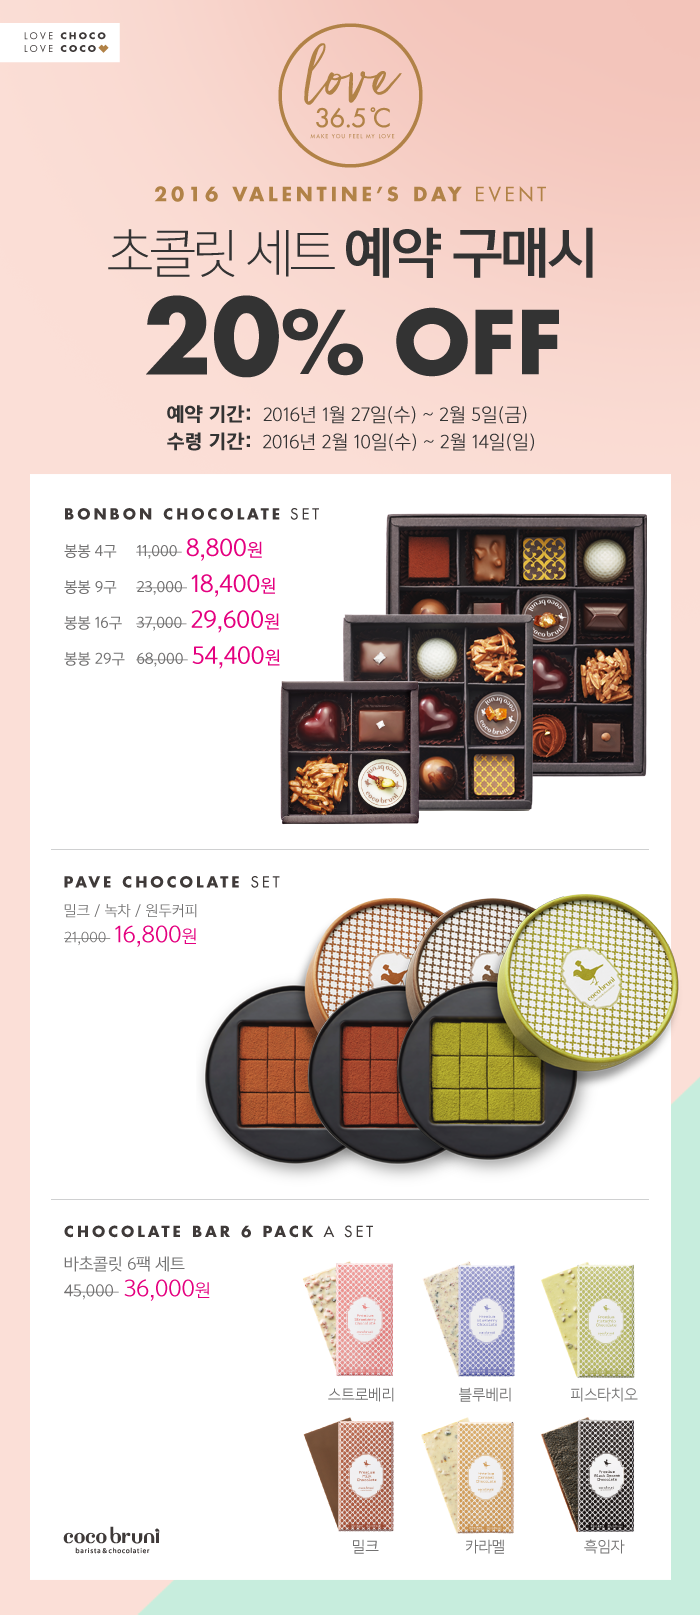 LOVE CHOCO
LOVE COCO
love
36.5°C
MAKE YOU FEEL MY LOVE
2016 VALENTINE'S DAY EVENT
초콜릿 세트 예약 구매시
20% OFF
예약 기간: 2016년 1월 27일(수) ~ 2월 5일(금)
수령 기간: 2016년 2월 10일(수) ~ 2월 14일(일)
BONBON CHOCOLATE SET
봉봉 4구 11,000 8,800원
봉봉 9구 23,000 18,400원
봉봉 16구 37,000 29,600원
봉봉 29구 68,000 54,400원
coco bruni
coco bruni
coco bruni
PAVE CHOCOLATE SET
밀크 / 녹차 / 원두커피
21,000 16,800원
coco bruni
CHOCOLATE BAR 6 PACK A SET
바초콜릿 6팩 세트
45,000 36,000원
스트로베리 블루베리 피스타치오
밀크 카라멜 흑임자
coco bruni
barista & chocolatier